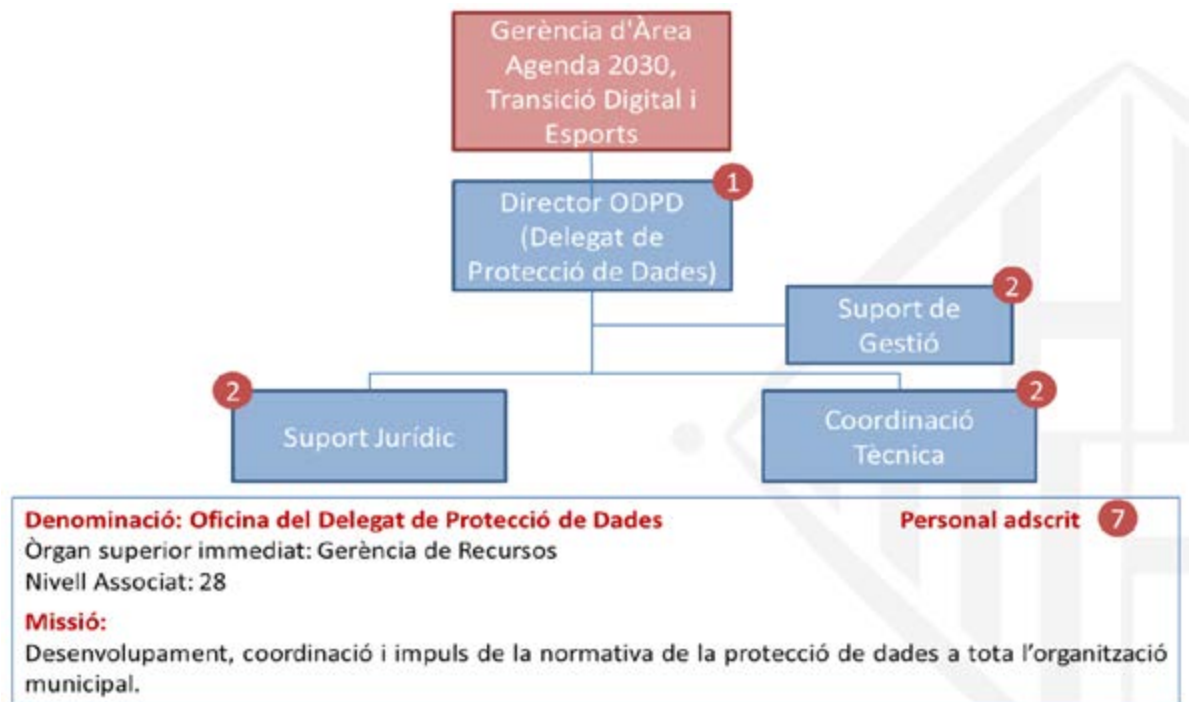 Gerència d'Àrea
Agenda 2030,
Transició Digital i
Esports
1
Director ODPD
(Delegat de
Protecció de Dades)
2
Suport de
Gestió
2
Suport Jurídic
2
Coordinació
Tècnica
Denominació: Oficina del Delegat de Protecció de Dades Personal adscrit 7
Òrgan superior immediat: Gerència de Recursos
Nivell Associat: 28
Missió:
Desenvolupament, coordinació i impuls de la normativa de la protecció de dades a tota l'organització
municipal.